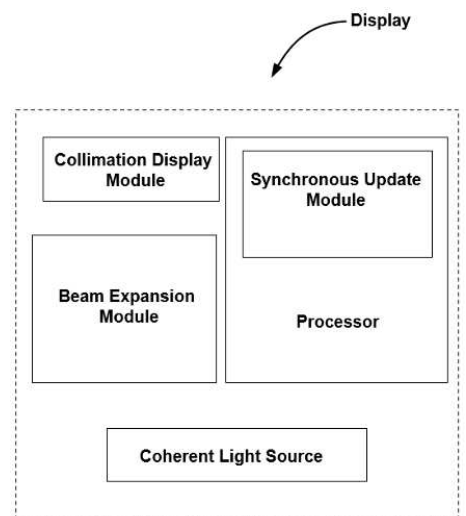 Display
Collimation Display
Module
Synchronous Update
Module
Beam Expansion
Module
Processor
Coherent Light Source